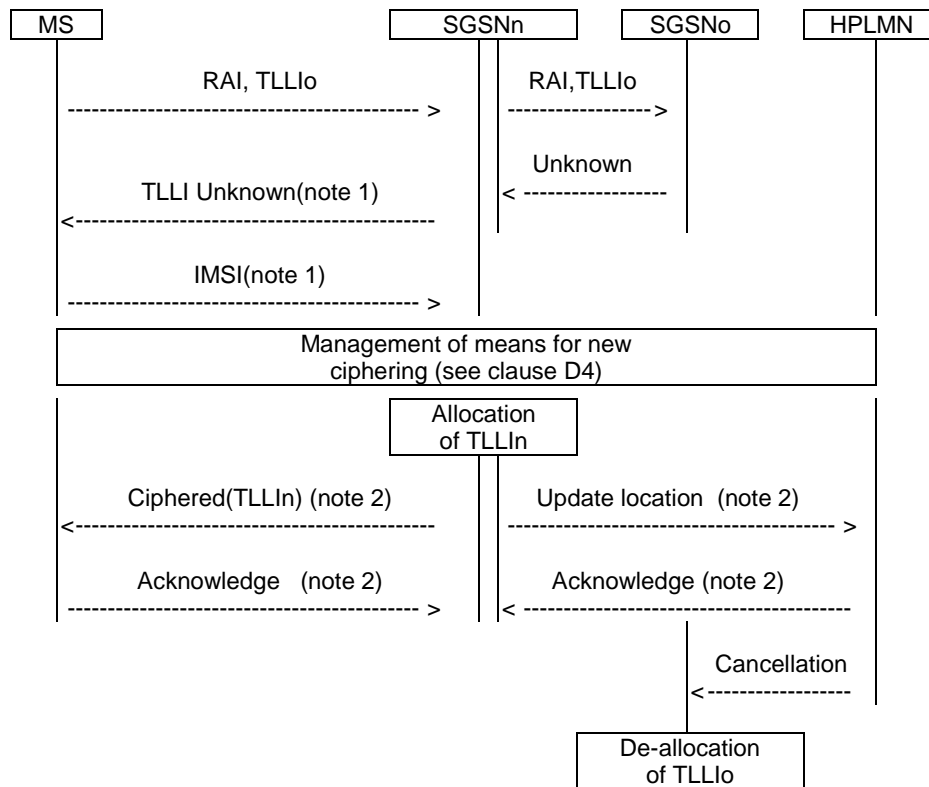 MS SGSNn SGSNo HPLMN
RAI, TLLIo RAI,TLLIo
Unknown
TLLI Unknown(note 1)
IMSI(note 1)
Management of means for new
ciphering (see clause D4)
Allocation
of TLLIn
Ciphered(TLLIn) (note 2) Update location (note 2)
Acknowledge (note 2) Acknowledge (note 2)
Cancellation
De-allocation
of TLLIo